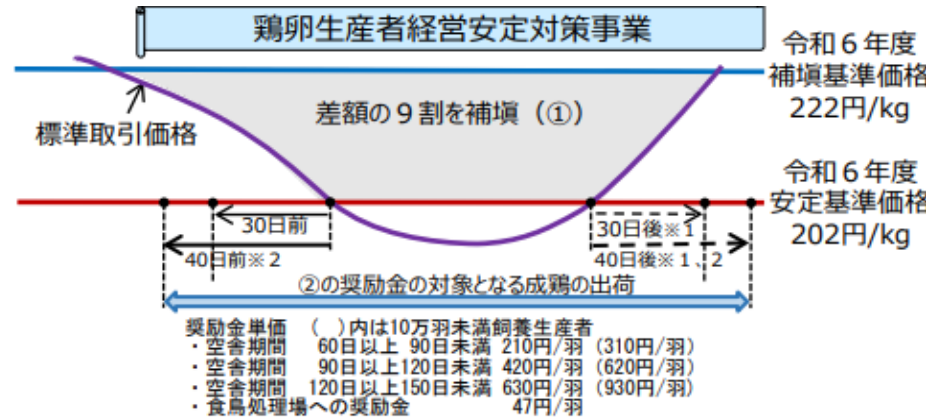 鶏卵生産者経営安定対策事業
令和６年度
補塡基準価格
222円/kg
差額の９割を補塡（①）
標準取引価格
令和６年度
安定基準価格
202円/kg
30日前
30日後※１
40日前※２
40日後※１、２
②の奨励金の対象となる成鶏の出荷
奨励金単価　（　）内は10万羽未満飼養生産者
・空舎期間　60日以上 90日未満 210円/羽（310円/羽）
・空舎期間　90日以上120日未満 420円/羽（620円/羽）
・空舎期間　120日以上150日未満 630円/羽（930円/羽）
・食鳥処理場への奨励金　47円/羽